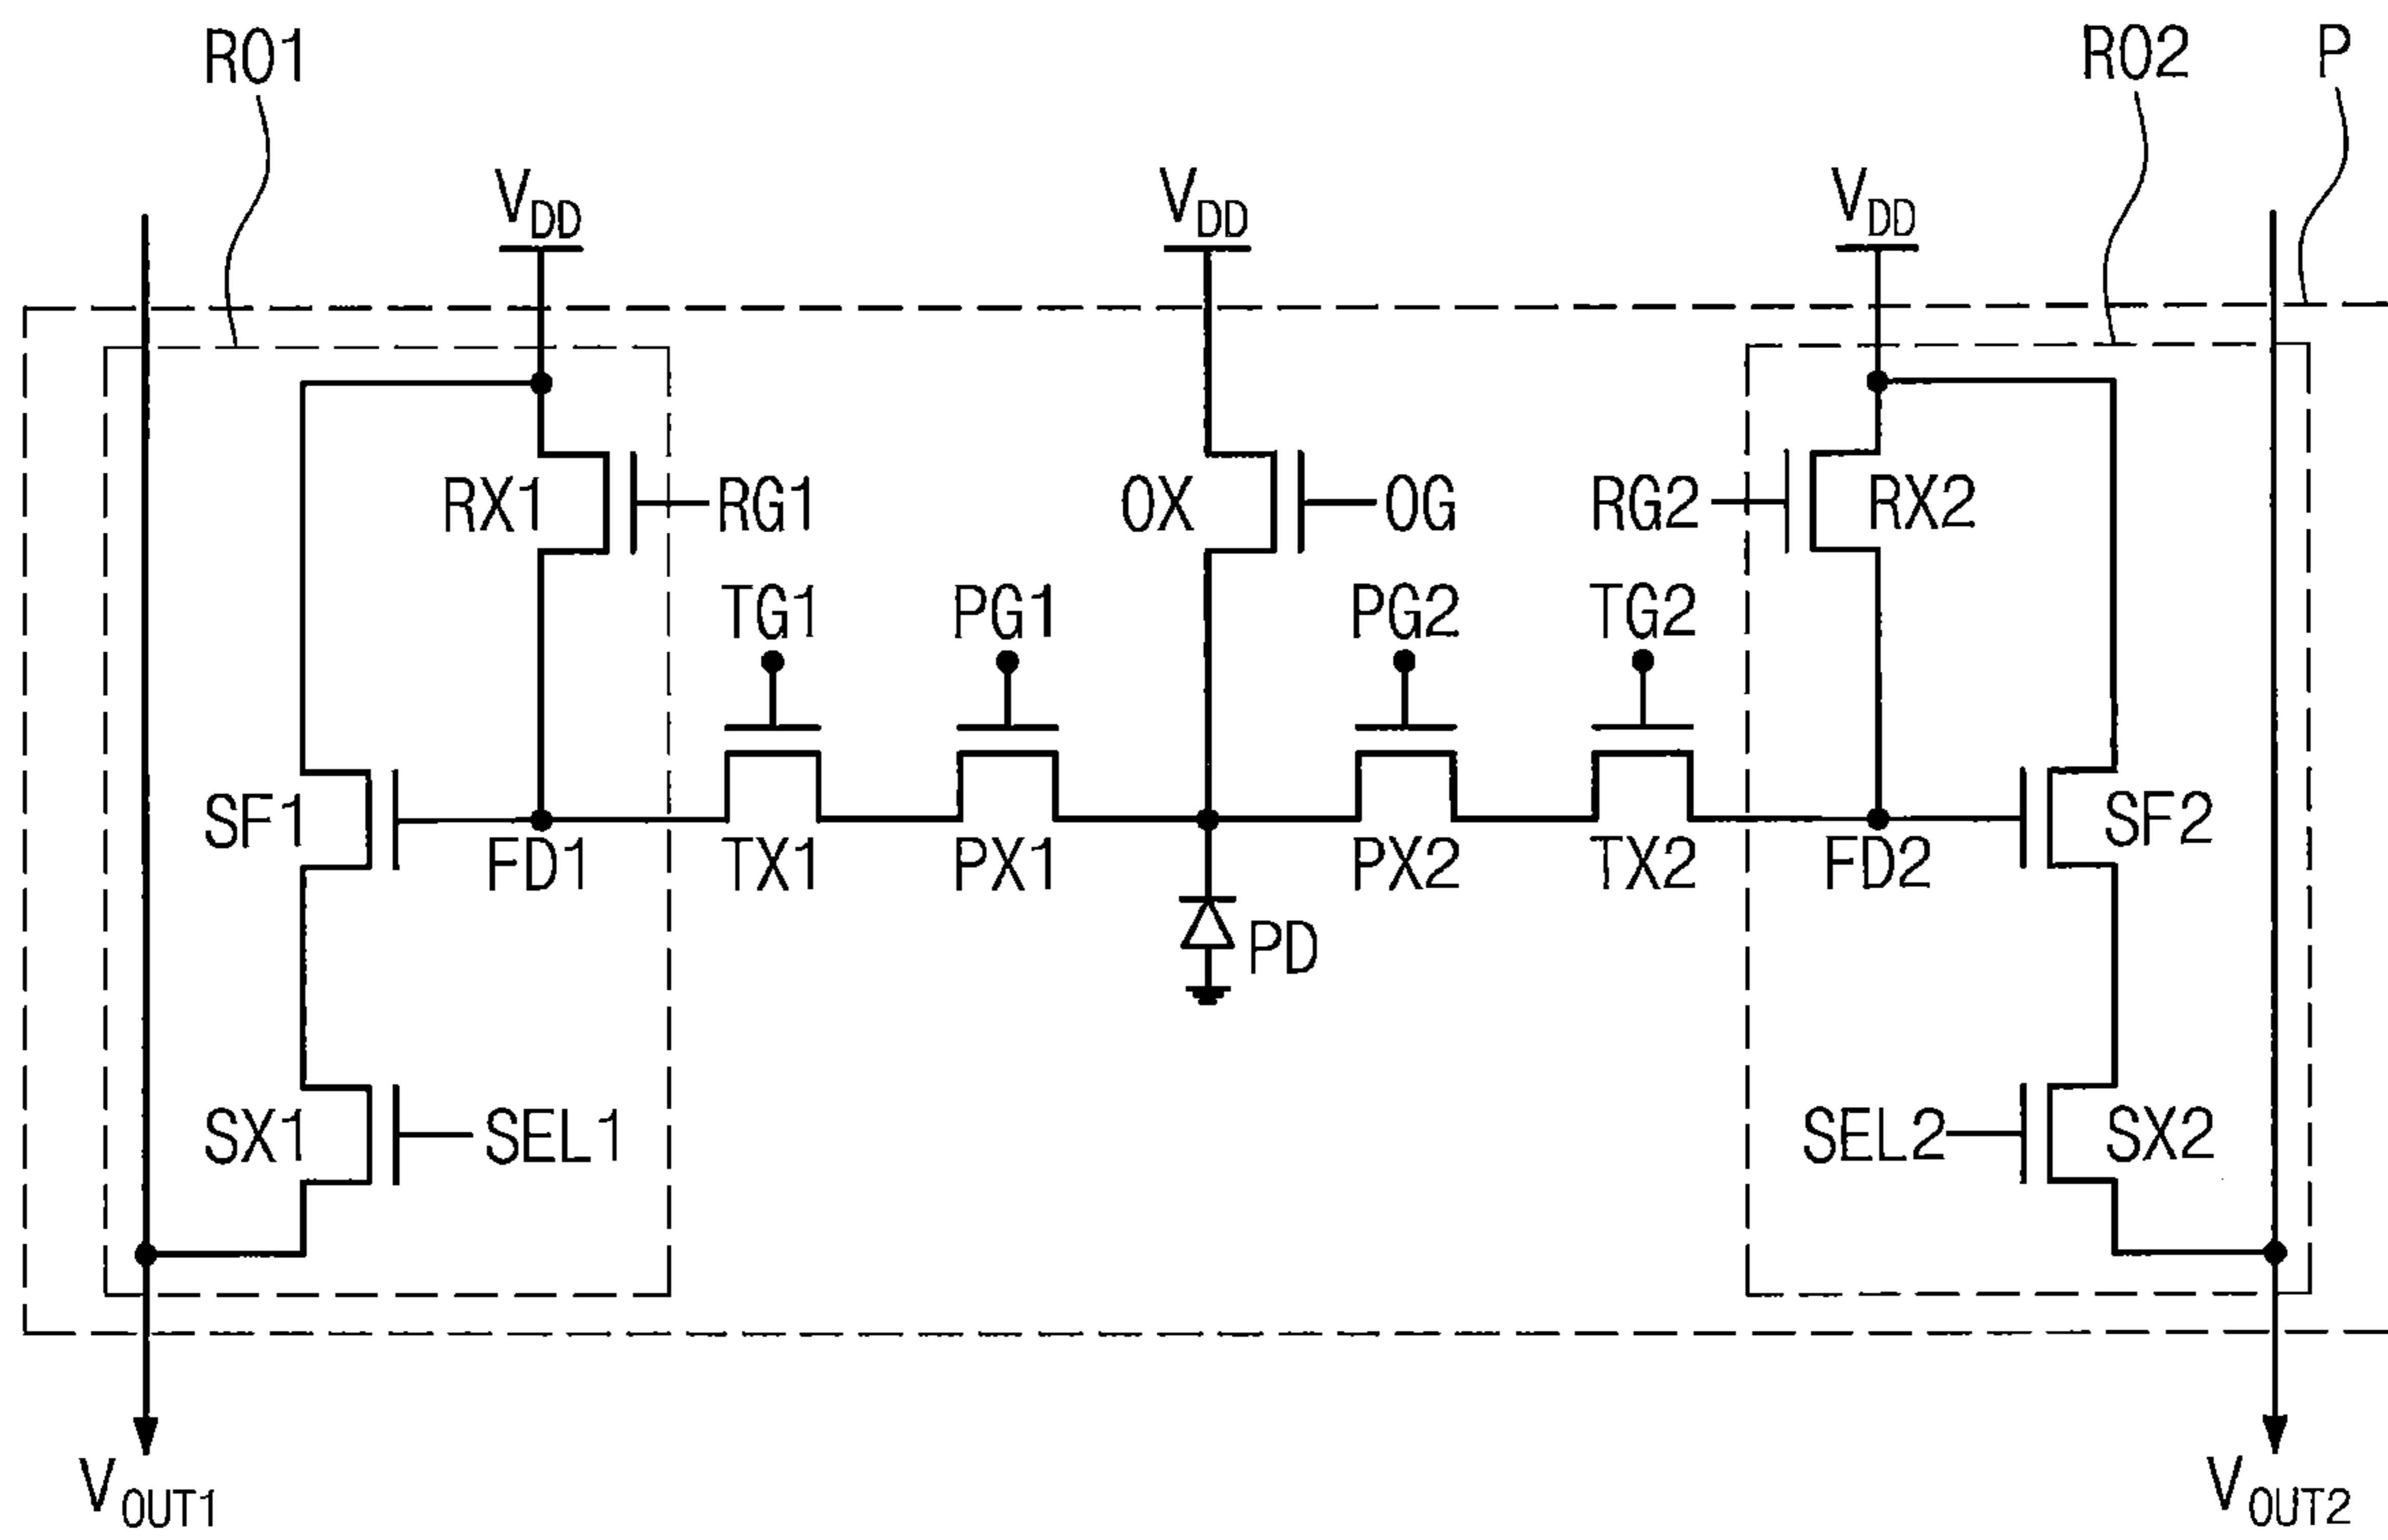 RO1
RO2
P
VDD
VDD
VDD
RX1
RG1
OX
OG
RG2
RX2
TG1
PG1
PG2
TG2
SF1
FD1
TX1
PX1
PX2
TX2
FD2
SF2
PD
SX1
SEL1
SEL2
SX2
VOUT1
VOUT2